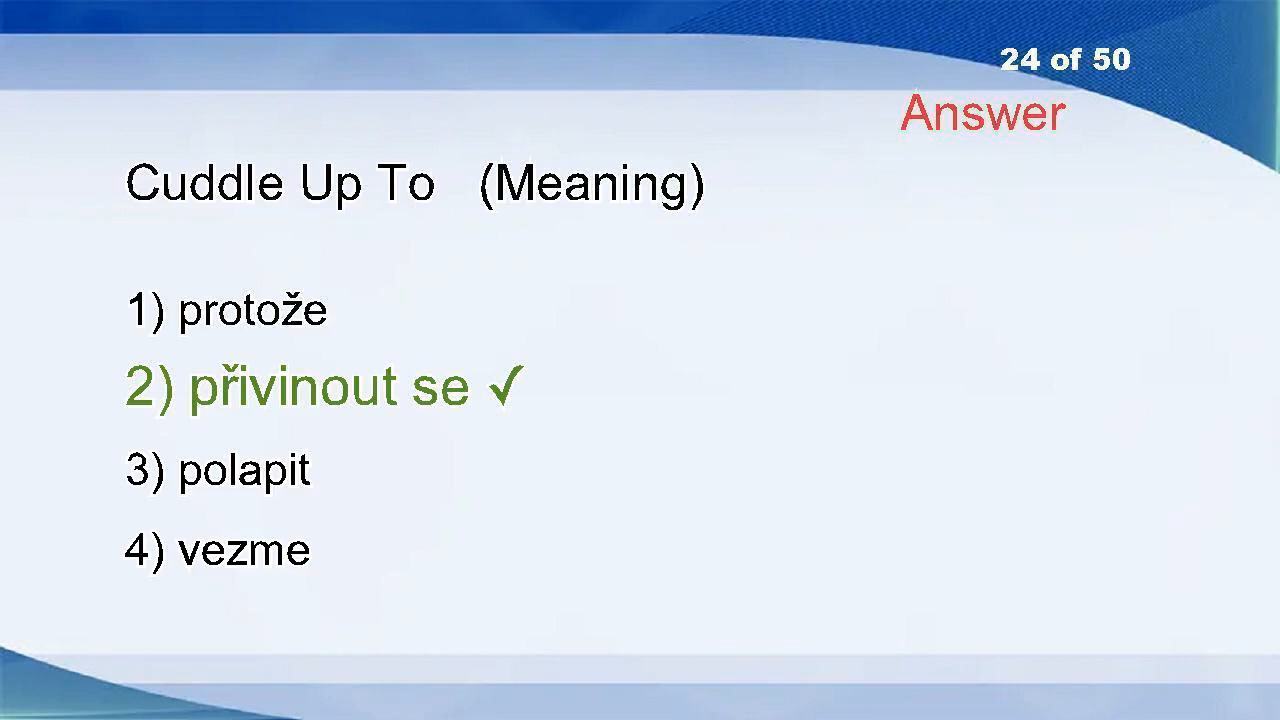 24 of 50
Answer
Cuddle Up To (Meaning)
1) protože
2) přivinout se ✓
3) polapit
4) vezme